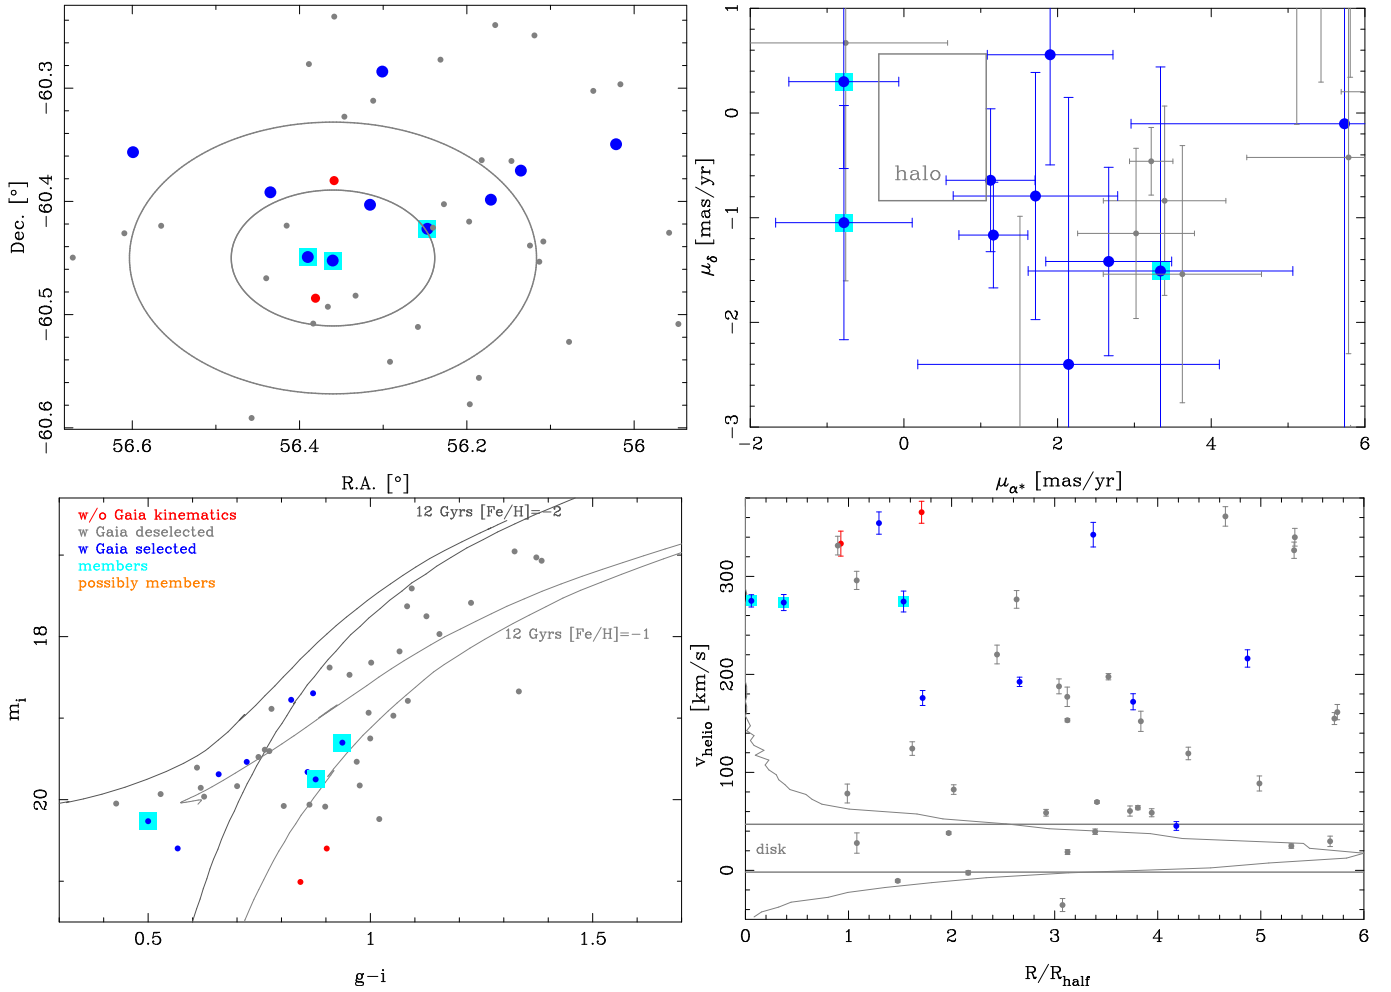 −60.3
−60.4
−60.5
−60.6
Dec. [°]
56.6
56.4
56.2
56
R.A. [°]
1
0
−1
−2
−3
μδ [mas/yr]
halo
−2
0
2
4
6
μα* [mas/yr]
w/o Gaia kinematics
w Gaia deselected
w Gaia selected
members
possibly members
12 Gyrs [Fe/H]=−2
12 Gyrs [Fe/H]=−1
18
20
mi
0.5
1
1.5
g−i
300
200
100
0
vhelio [km/s]
disk
0
1
2
3
4
5
6
R/Rhalf